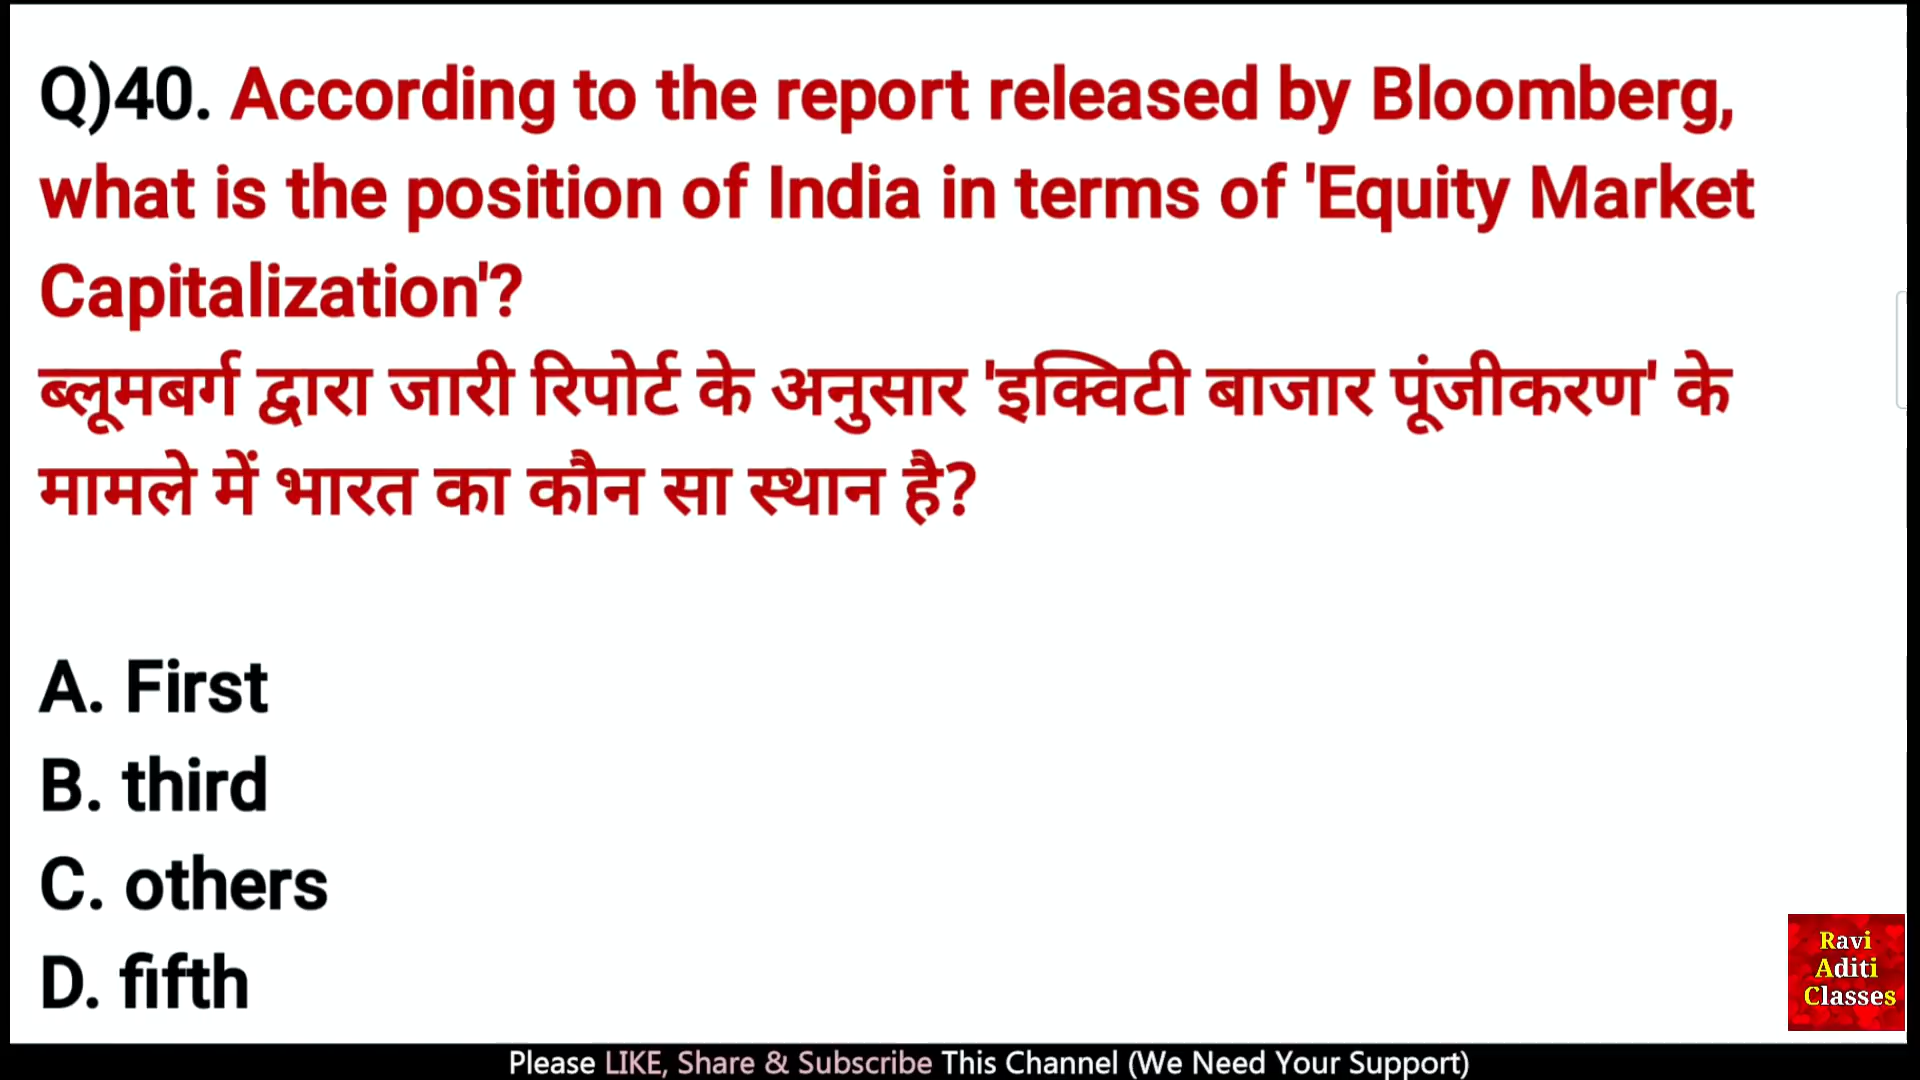 Q)40. According to the report released by Bloomberg,
what is the position of India in terms of 'Equity Market
Capitalization'?
ब्लूमबर्ग द्वारा जारी रिपोर्ट के अनुसार 'इक्विटी बाजार पूंजीकरण' के
मामले में भारत का कौन सा स्थान है?
A. First
B. third
C. others
D. fifth
Ravi
Aditi
Classes
Please LIKE, Share & Subscribe This Channel (We Need Your Support)